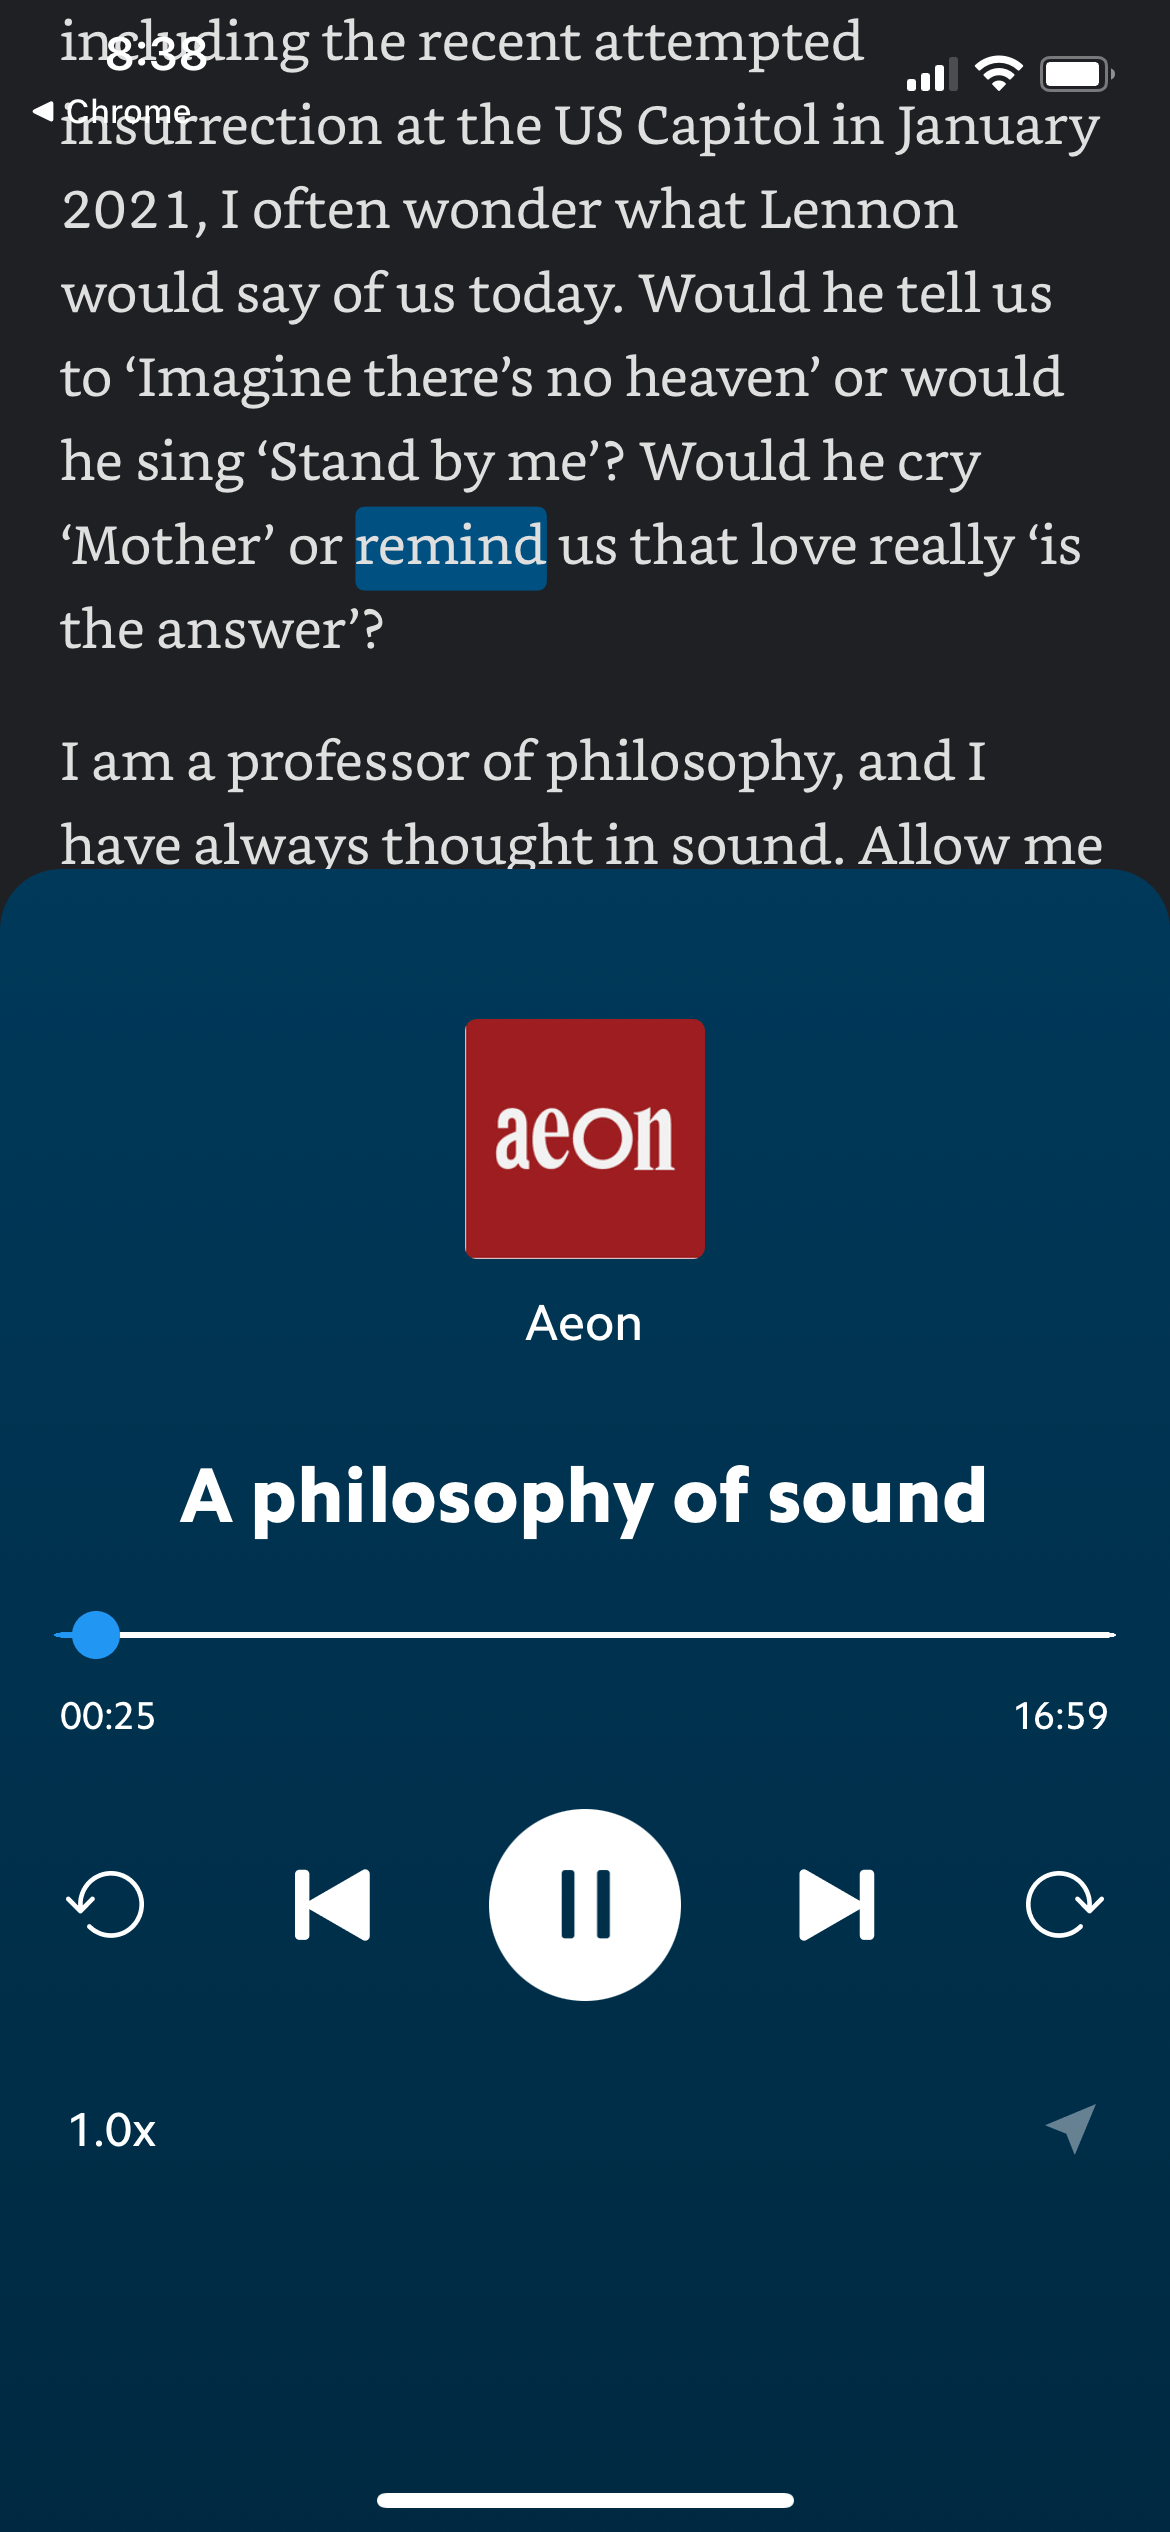 including the recent attempted
8:38
Chrome
insurrection at the US Capitol in January
2021, I often wonder what Lennon
would say of us today. Would he tell us
to ‘Imagine there’s no heaven’ or would
he sing ‘Stand by me’? Would he cry
‘Mother’ or remind us that love really ‘is
the answer’?
I am a professor of philosophy, and I
have always thought in sound. Allow me
aeon
Aeon
A philosophy of sound
00:25
16:59
1.0x